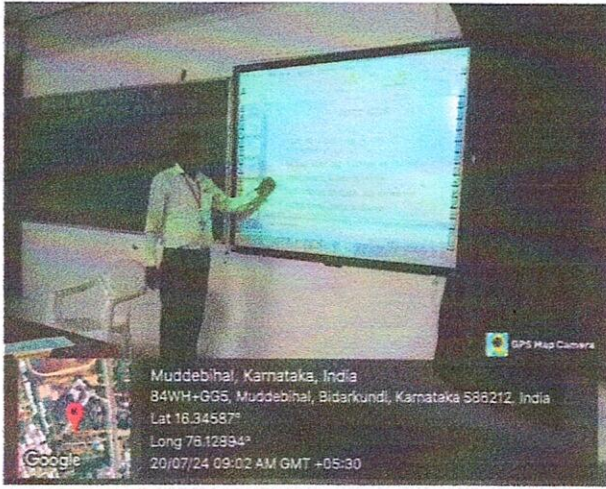 GPS Map Camera
Muddebihal, Karnataka, India
84WH+GG5, Muddebihal, Bidarkundi, Karnataka 586212, India
Lat 16.34587°
Long 76.12894°
20/07/24 09:02 AM GMT +05:30
Google